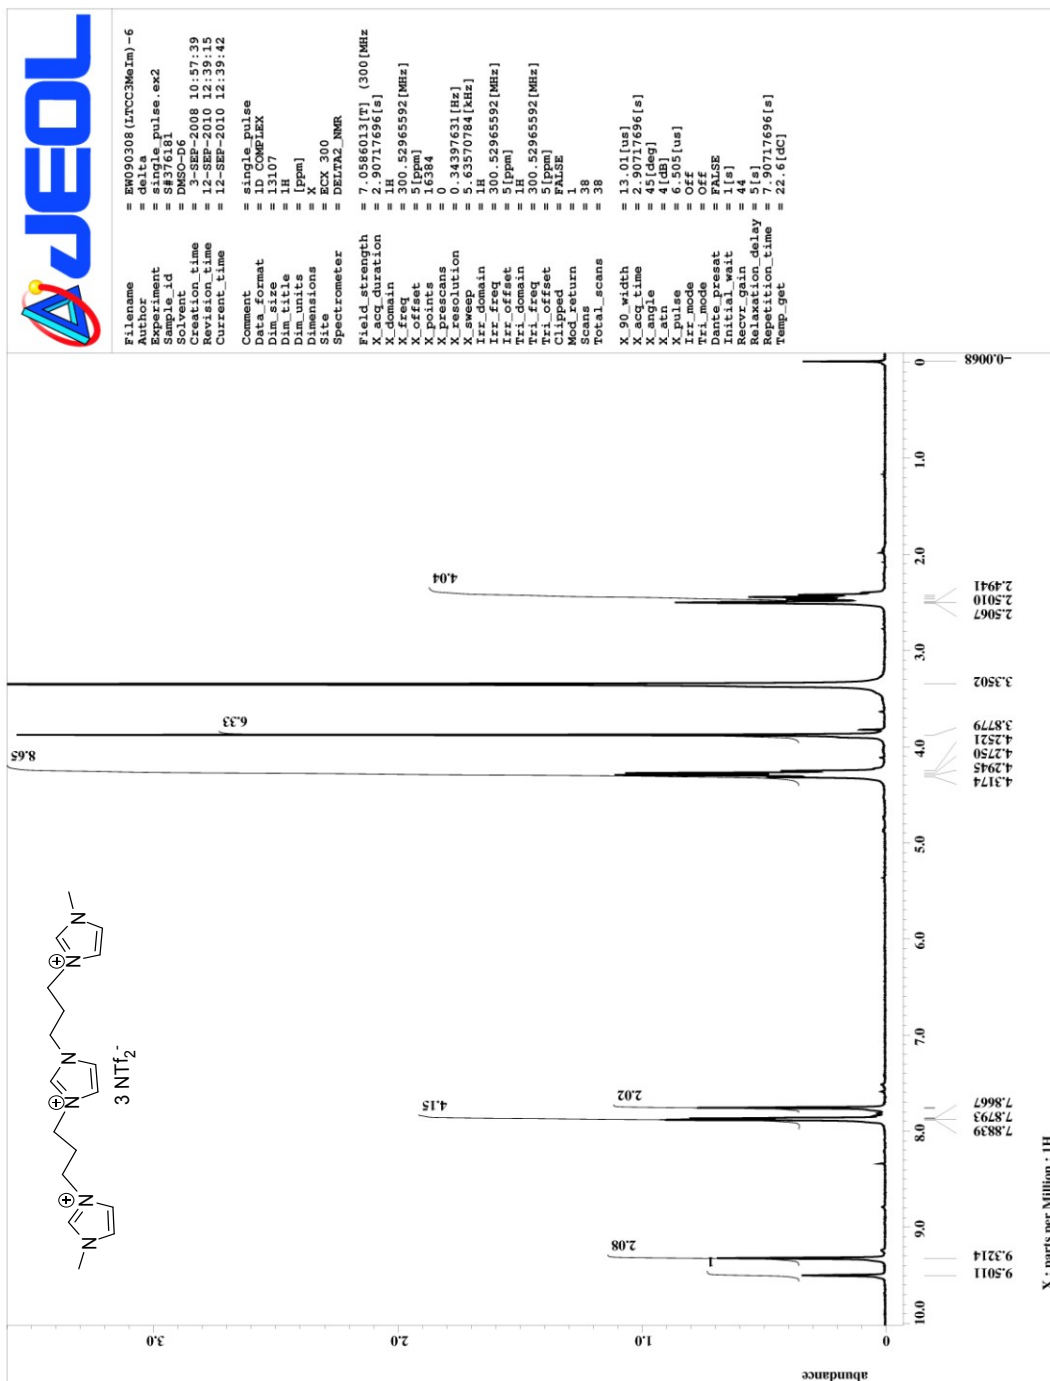 JEOL
Filename = EW090308(LTCC3MeIm)-6
Author = delta
Experiment = single_pulse.ex2
Sample_id = S#376181
Solvent = DMSO-D6
Creation_time = 3-SEP-2008 10:57:39
Revision_time = 12-SEP-2010 12:39:15
Current_time = 12-SEP-2010 12:39:42
Comment = single_pulse
Data_format = 1D COMPLEX
Dim_size = 13107
Dim_title = 1H
Dim_units = [ppm]
Dimensions = X
Site = ECX 300
Spectrometer = DELTA2_NMR
Field_strength = 7.0586013[T] (300[MHz
X_acq_duration = 2.90717696[s]
X_domain = 1H
X_freq = 300.52965592[MHz]
X_offset = 5[ppm]
X_points = 16384
X_prescans = 0
X_resolution = 0.34397631[Hz]
X_sweep = 5.63570784[kHz]
Irr_domain = 1H
Irr_freq = 300.52965592[MHz]
Irr_offset = 5[ppm]
Tri_domain = 1H
Tri_freq = 300.52965592[MHz]
Tri_offset = 5[ppm]
Clipped = FALSE
Mod_return = 1
Scans = 38
Total_scans = 38
X_90_width = 13.01[us]
X_acq_time = 2.90717696[s]
X_angle = 45[deg]
X_atn = 4[dB]
X_pulse = 6.505[us]
Irr_mode = Off
Tri_mode = Off
Dante_presat = FALSE
Initial_wait = 1[s]
Recvr_gain = 44
Relaxation_delay = 5[s]
Repetition_time = 7.90717696[s]
Temp_get = 22.6[dC]
N N N N N N
3 NTf2-
abundance
0 1.0 2.0 3.0
1
2.08
4.15
2.02
8.65
6.33
4.04
10.0 9.0 8.0 7.0 6.0 5.0 4.0 3.0 2.0 1.0 0
9.5011
9.3214
7.8839
7.8793
7.8667
4.3174
4.2945
4.2750
4.2521
3.8779
3.3502
2.5067
2.5010
2.4941
-0.0068
X : parts per Million : 1H